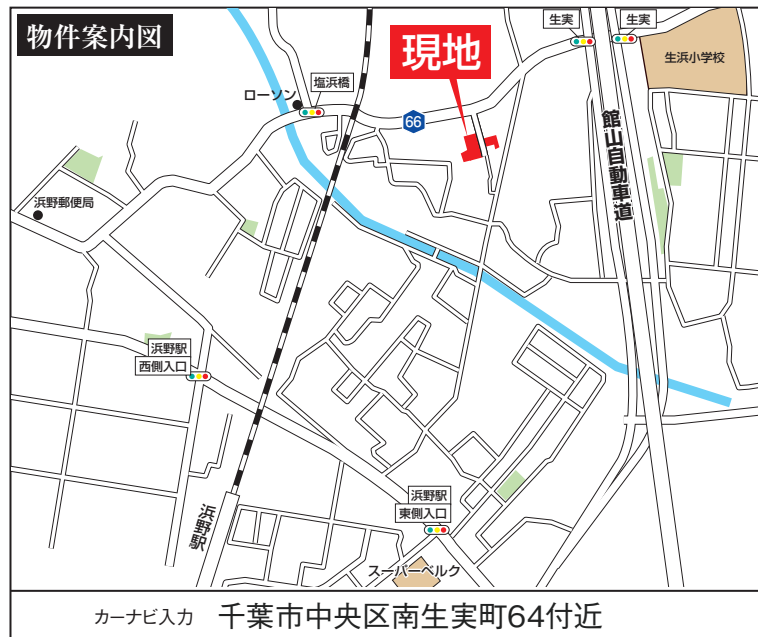 物件案内図
現地
生実
生実
生浜小学校
塩浜橋
ローソン
66
館山自動車道
浜野郵便局
浜野駅
西側入口
浜野駅
浜野駅
東側入口
スーパーベルク
カーナビ入力 千葉市中央区南生実町64付近